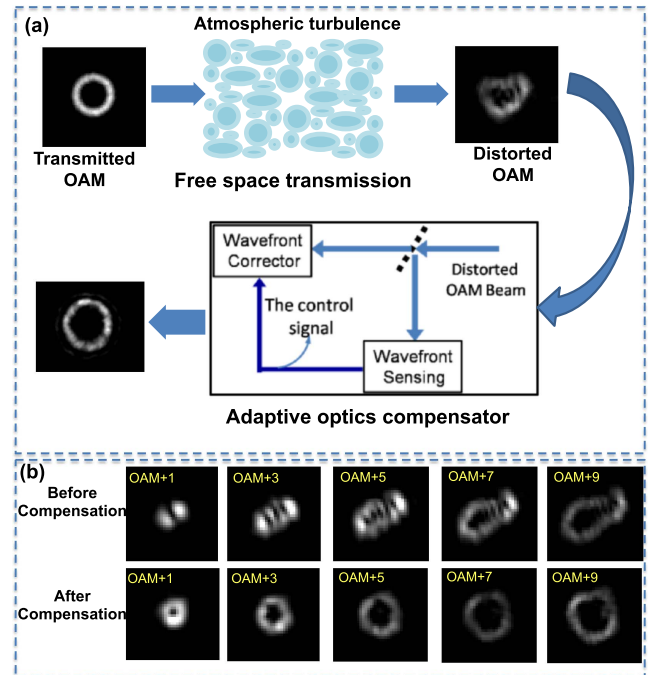 (a)
Atmospheric turbulence
Transmitted
OAM
Free space transmission
Distorted
OAM
Wavefront
Corrector
Distorted
OAM Beam
The control
signal
Wavefront
Sensing
Adaptive optics compensator
(b)
Before
Compensation
OAM+1
OAM+3
OAM+5
OAM+7
OAM+9
After
Compensation
OAM+1
OAM+3
OAM+5
OAM+7
OAM+9